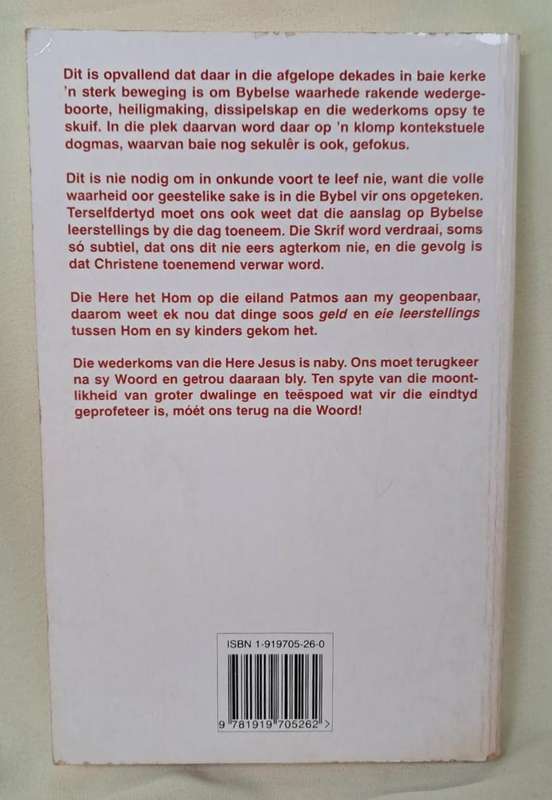 Dit is opvallend dat daar in die afgelope dekades in baie kerke
'n sterk beweging is om Bybelse waarhede rakende wederge-
boorte, heiligmaking, dissipelskap en die wederkoms opsy te
skuif. In die plek daarvan word daar op 'n klomp kontekstuele
dogmas, waarvan baie nog sekulêr is ook, gefokus.
Dit is nie nodig om in onkunde voort te leef nie, want die volle
waarheid oor geestelike sake is in die Bybel vir ons opgeteken.
Terselfdertyd moet ons ook weet dat die aanslag op Bybelse
leerstellings by die dag toeneem. Die Skrif word verdraai, soms
só subtiel, dat ons dit nie eers agterkom nie, en die gevolg is
dat Christene toenemend verwar word.
Die Here het Hom op die eiland Patmos aan my geopenbaar,
daarom weet ek nou dat dinge soos geld en eie leerstellings
tussen Hom en sy kinders gekom het.
Die wederkoms van die Here Jesus is naby. Ons moet terugkeer
na sy Woord en getrou daaraan bly. Ten spyte van die moont-
likheid van groter dwalinge en teëspoed wat vir die eindtyd
geprofeteer is, móét ons terug na die Woord!
ISBN 1-919705-26-0
9 781919 705262 >